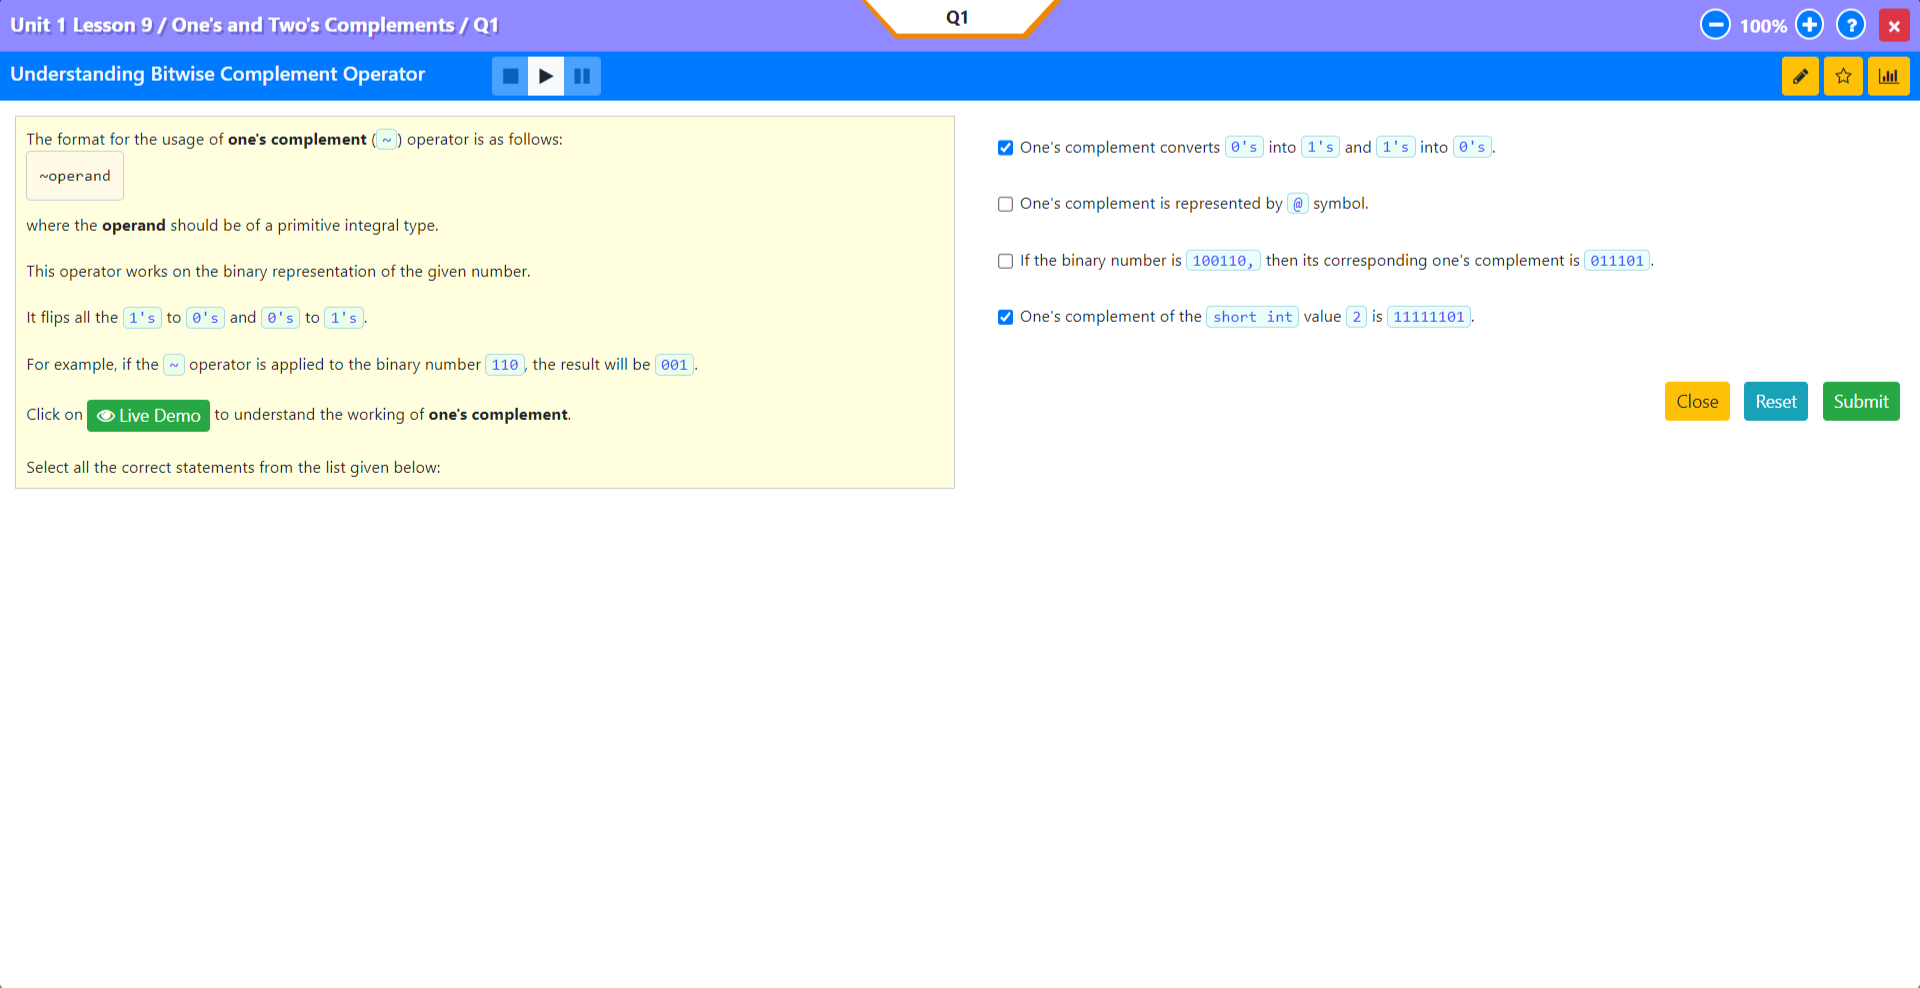 Unit 1 Lesson 9 / One's and Two's Complements / Q1
Q1
100%
?
Understanding Bitwise Complement Operator
The format for the usage of one's complement (~) operator is as follows:
~operand
where the operand should be of a primitive integral type.
This operator works on the binary representation of the given number.
It flips all the 1's to 0's and 0's to 1's.
For example, if the ~ operator is applied to the binary number 110, the result will be 001.
Click on Live Demo to understand the working of one's complement.
Select all the correct statements from the list given below:
One's complement converts 0's into 1's and 1's into 0's.
One's complement is represented by @ symbol.
If the binary number is 100110, then its corresponding one's complement is 011101.
One's complement of the short int value 2 is 11111101.
Close Reset Submit